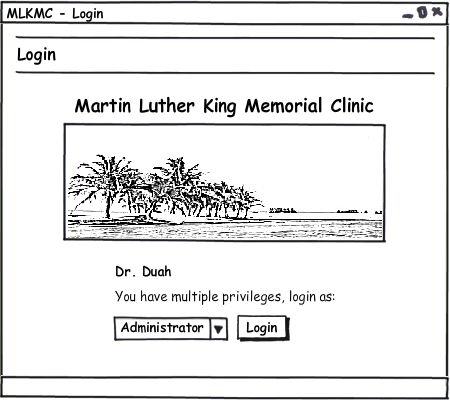 MLKMC - Login
Login
Martin Luther King Memorial Clinic
Dr. Duah
You have multiple privileges, login as:
Administrator Login